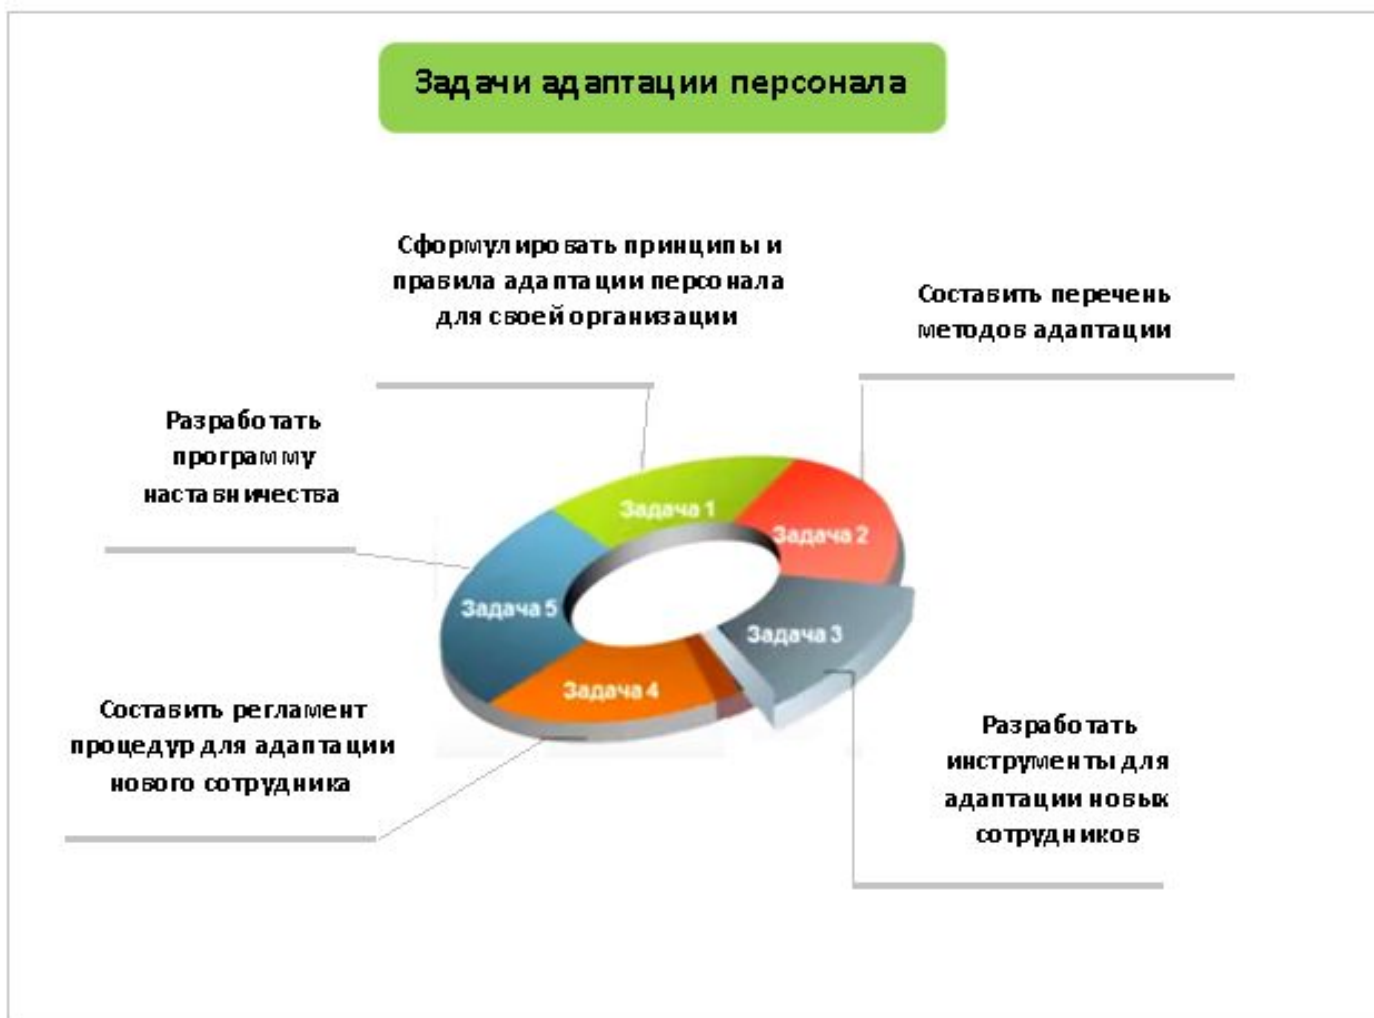 Задачи адаптации персонала
Сформулировать принципы и
правила адаптации персонала
для своей организации
Составить перечень
методов адаптации
Разработать
программу
наставничества
Задача 1
Задача 2
Задача 5
Задача 3
Задача 4
Составить регламент
процедур для адаптации
нового сотрудника
Разработать
инструменты для
адаптации новых
сотрудников